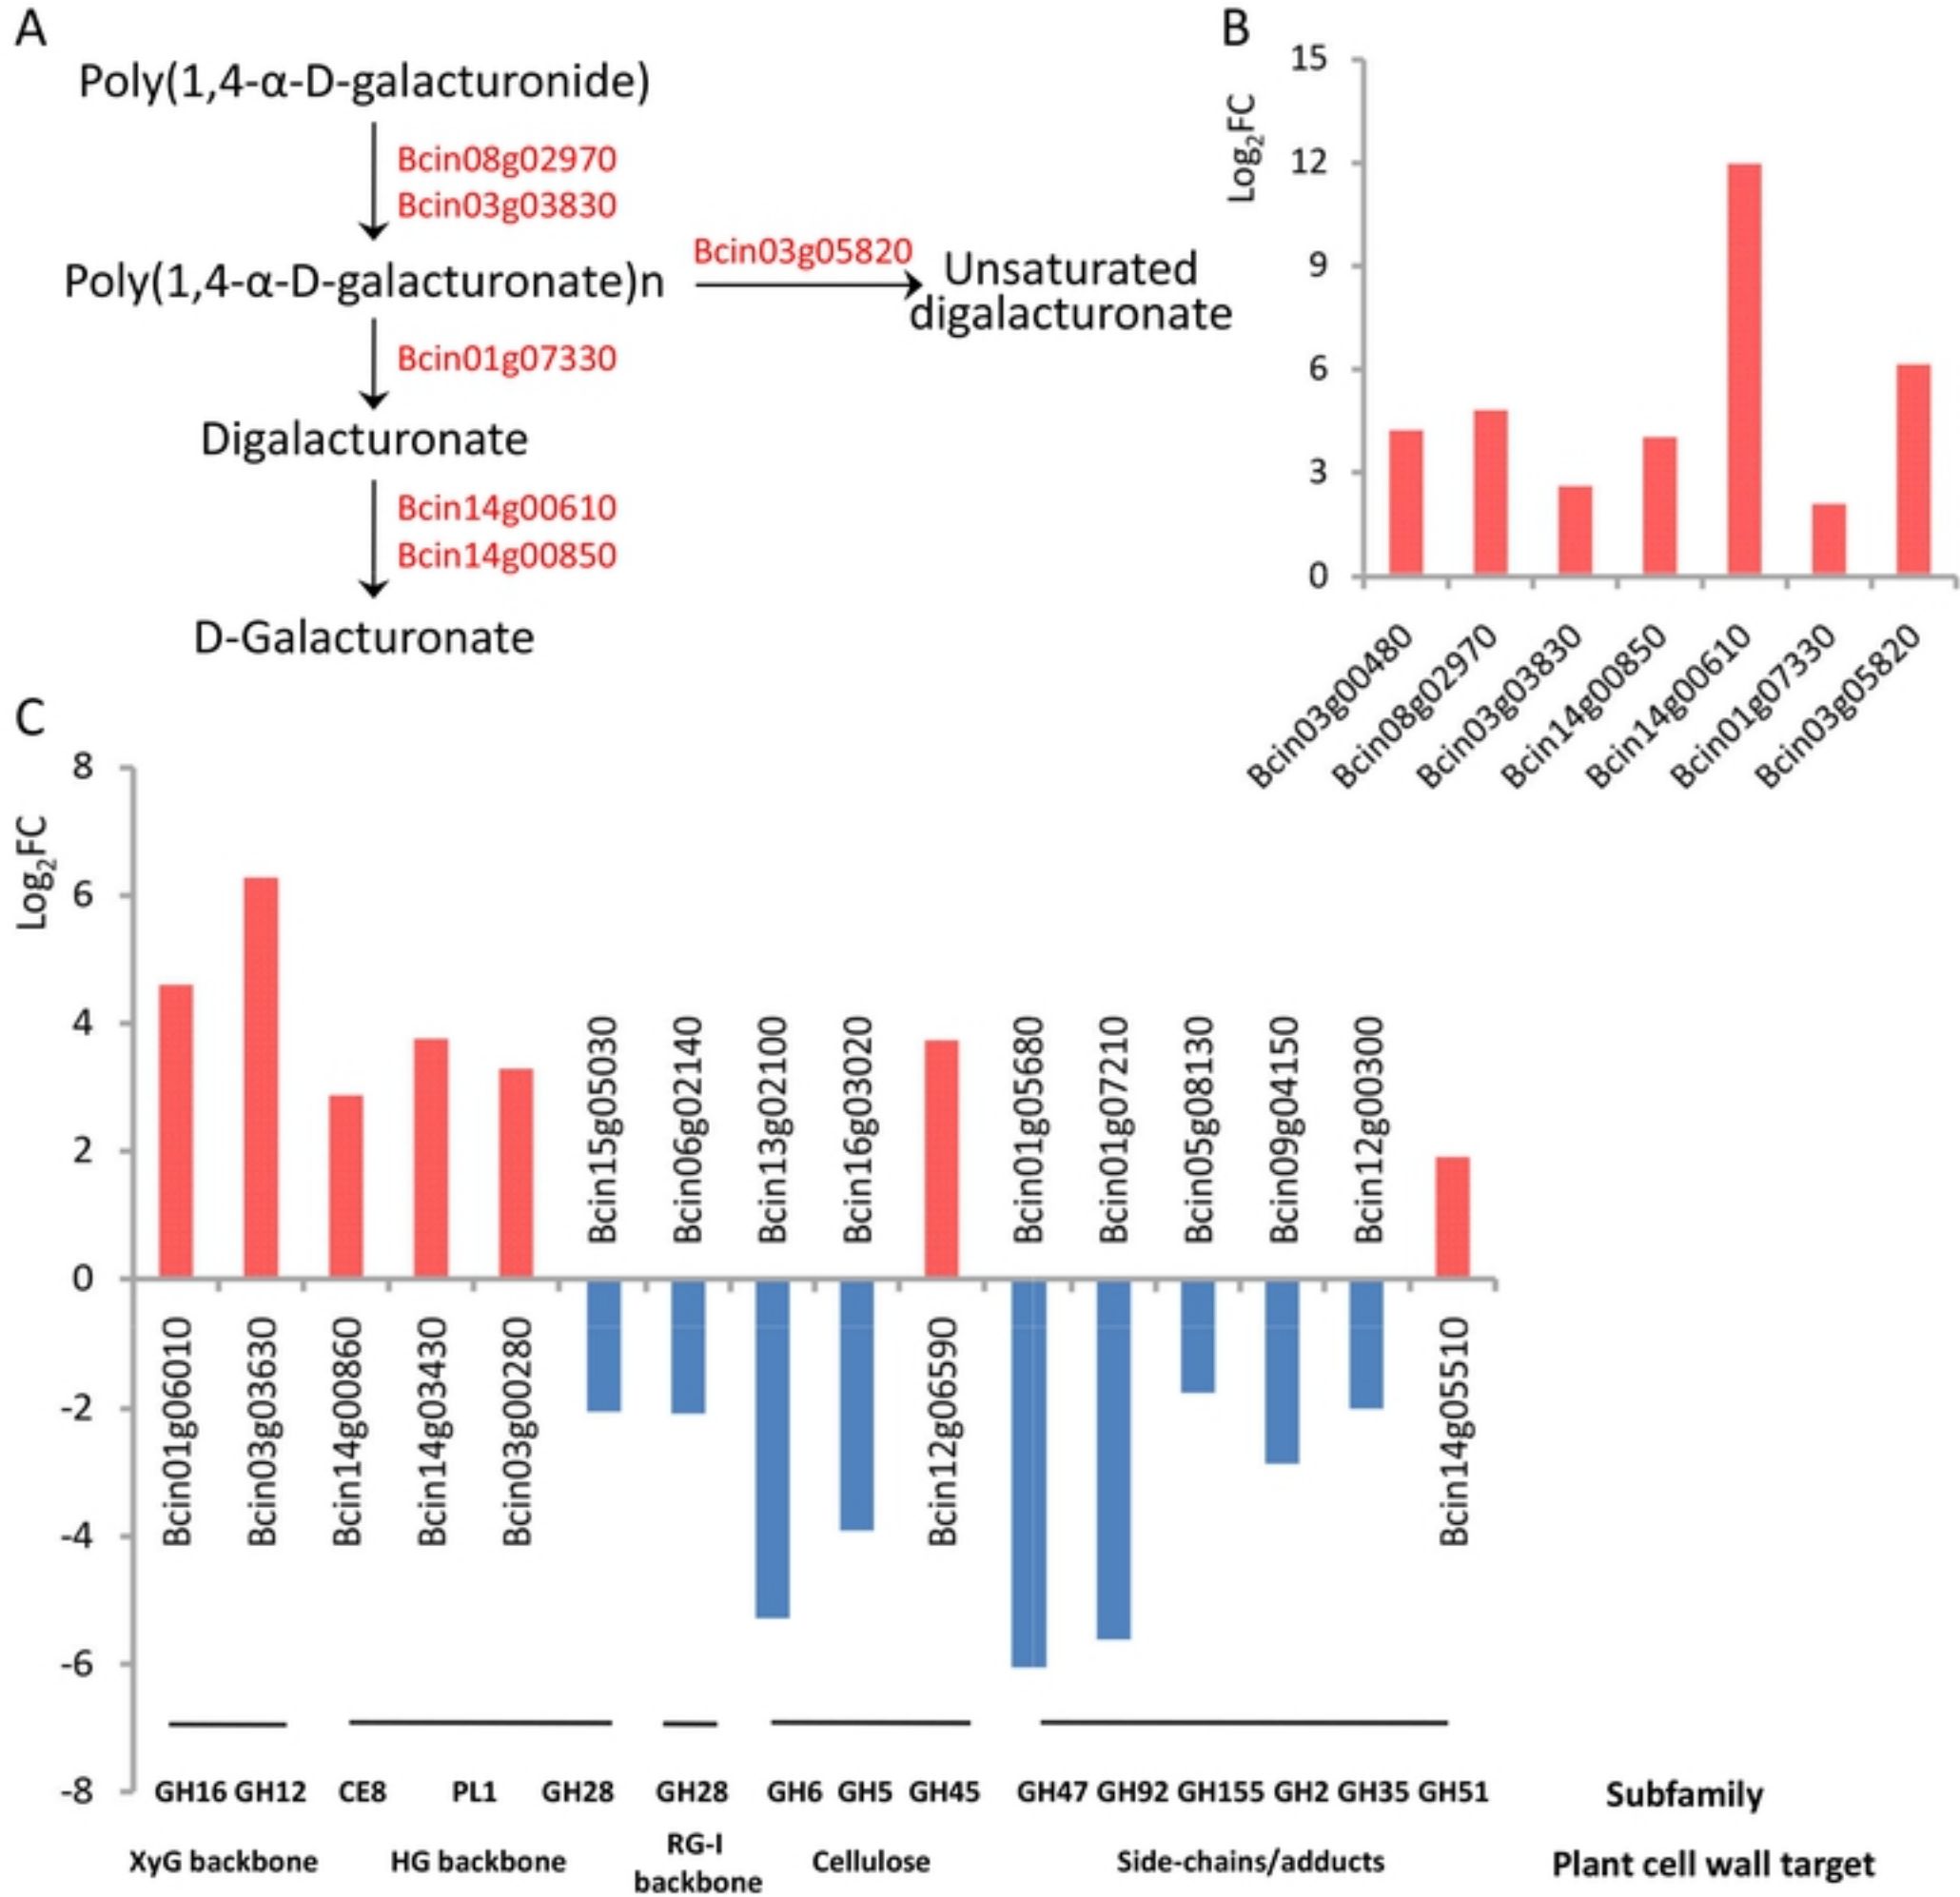 A
Poly(1,4-α-D-galacturonide)
Bcin08g02970
Bcin03g03830
Poly(1,4-α-D-galacturonate)n
Bcin03g05820
Unsaturated
digalacturonate
Bcin01g07330
Digalacturonate
Bcin14g00610
Bcin14g00850
D-Galacturonate
B
Log2FC
15
12
9
6
3
0
Bcin03g00480
Bcin08g02970
Bcin03g03830
Bcin14g00850
Bcin14g00610
Bcin01g07330
Bcin03g05820
C
Log2FC
8
6
4
2
0
-2
-4
-6
-8
Bcin01g06010
Bcin03g03630
Bcin14g00860
Bcin14g03430
Bcin03g00280
Bcin15g05030
Bcin06g02140
Bcin13g02100
Bcin16g03020
Bcin12g06590
Bcin01g05680
Bcin01g07210
Bcin05g08130
Bcin09g04150
Bcin12g00300
Bcin14g05510
GH16 GH12 CE8 PL1 GH28 GH28 GH6 GH5 GH45 GH47 GH92 GH155 GH2 GH35 GH51 Subfamily
XyG backbone HG backbone RG-I backbone Cellulose Side-chains/adducts Plant cell wall target